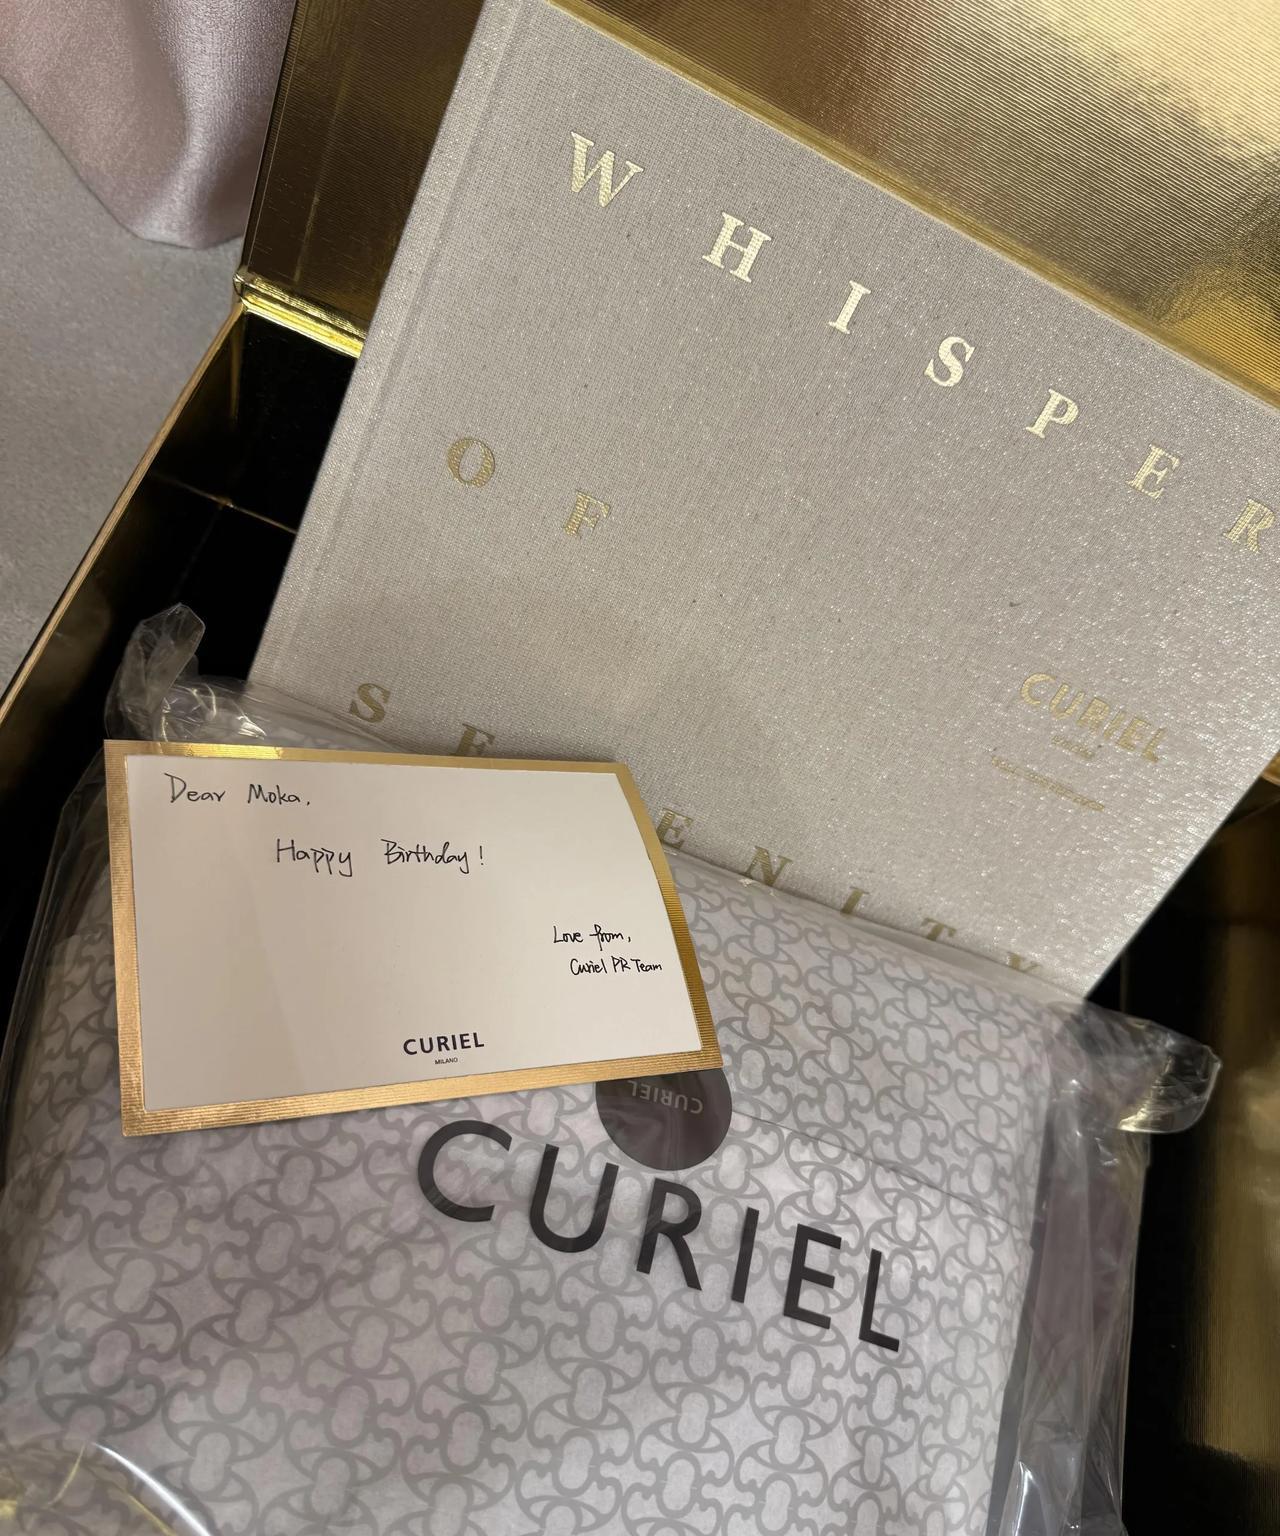 WHISPER
OF
SE ENITY
CURIEL
Dear Moka,
Happy Birthday!
Love from,
Curiel PR Team
CURIEL
MILANO
CURIEL
CURIEL